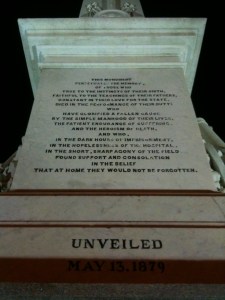 THIS MONUMENT
PERPETUATES THE MEMORY,
OF THOSE WHO
TRUE TO THE INSTINCTS OF THEIR BIRTH,
FAITHFUL TO THE TEACHINGS OF THEIR FATHERS,
CONSTANT IN THEIR LOVE FOR THE STATE,
DIED IN THE PERFORMANCE OF THEIR DUTY:
WHO
HAVE GLORIFIED A FALLEN CAUSE
BY THE SIMPLE MANHOOD OF THEIR LIVES,
THE PATIENT ENDURANCE OF SUFFERING,
AND THE HEROISM OF DEATH,
AND WHO,
IN THE DARK HOUSE OF IMPRISONMENT,
IN THE HOPELESSNESS OF THE HOSPITAL,
IN THE SHORT, SHARP AGONY OF THE FIELD
FOUND SUPPORT AND CONSOLATION
IN THE BELIEF
THAT AT HOME THEY WOULD NOT BE FORGOTTEN.
UNVEILED
MAY 13, 1879